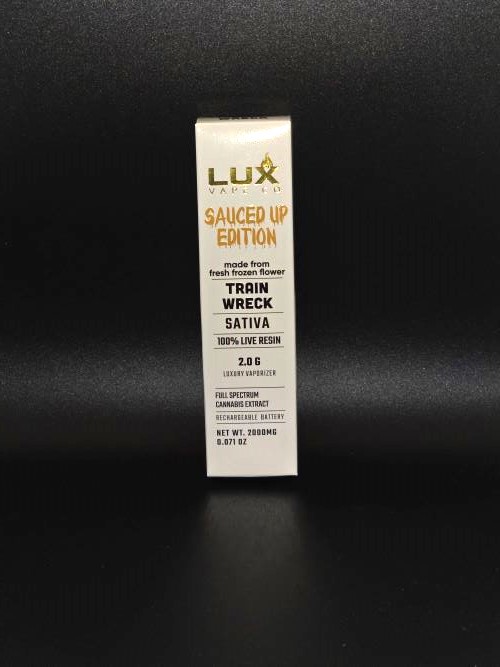 LUX
VAPE CO
SAUCED UP
EDITION
made from
fresh frozen flower
TRAIN
WRECK
SATIVA
100% LIVE RESIN
2.0 G
LUXURY VAPORIZER
FULL SPECTRUM
CANNABIS EXTRACT
RECHARGEABLE BATTERY
NET WT. 2000MG
0.071 OZ